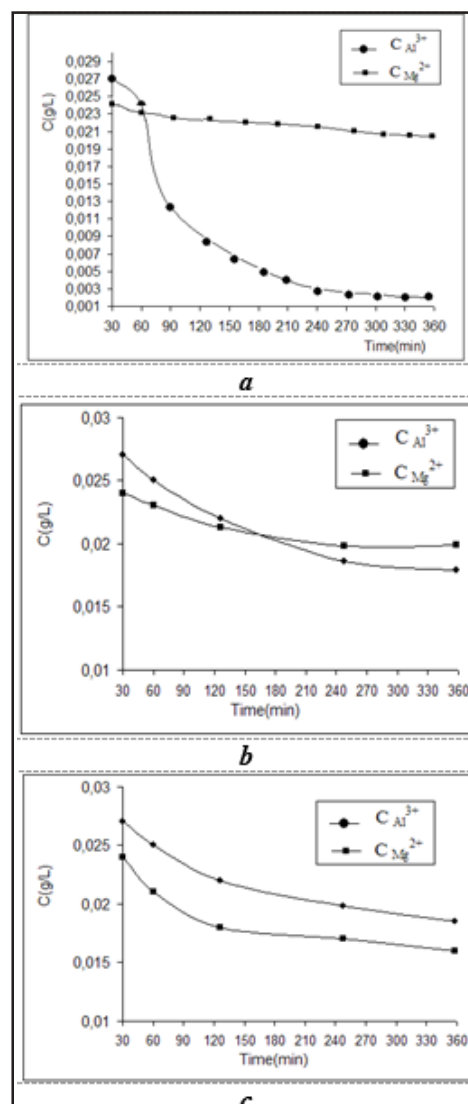 C Al3+
C Mg2+
C(g/L)
0,029
0,027
0,025
0,023
0,021
0,019
0,017
0,015
0,013
0,011
0,009
0,007
0,005
0,003
0,001
30 60 90 120 150 180 210 240 270 300 330 360
Time(min)
a
C Al3+
C Mg2+
C(g/L)
0,03
0,025
0,02
0,015
0,01
30 60 90 120 150 180 210 240 270 300 330 360
Time(min)
b
C Al3+
C Mg2+
C(g/L)
0,03
0,025
0,02
0,015
0,01
30 60 90 120 150 180 210 240 270 300 330 360
Time(min)
c